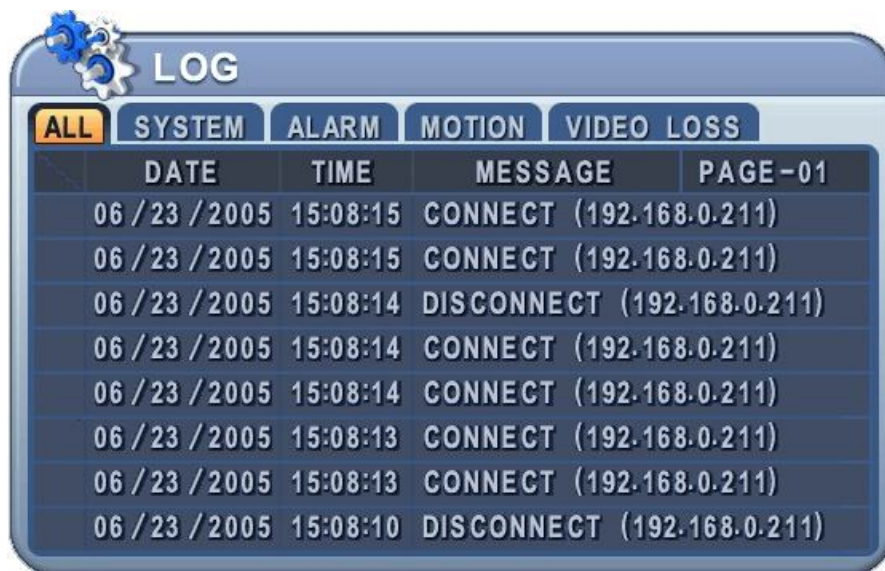 LOG
ALL SYSTEM ALARM MOTION VIDEO LOSS
DATE TIME MESSAGE PAGE-01
06/23/2005 15:08:15 CONNECT (192.168.0.211)
06/23/2005 15:08:15 CONNECT (192.168.0.211)
06/23/2005 15:08:14 DISCONNECT (192.168.0.211)
06/23/2005 15:08:14 CONNECT (192.168.0.211)
06/23/2005 15:08:14 CONNECT (192.168.0.211)
06/23/2005 15:08:13 CONNECT (192.168.0.211)
06/23/2005 15:08:13 CONNECT (192.168.0.211)
06/23/2005 15:08:10 DISCONNECT (192.168.0.211)